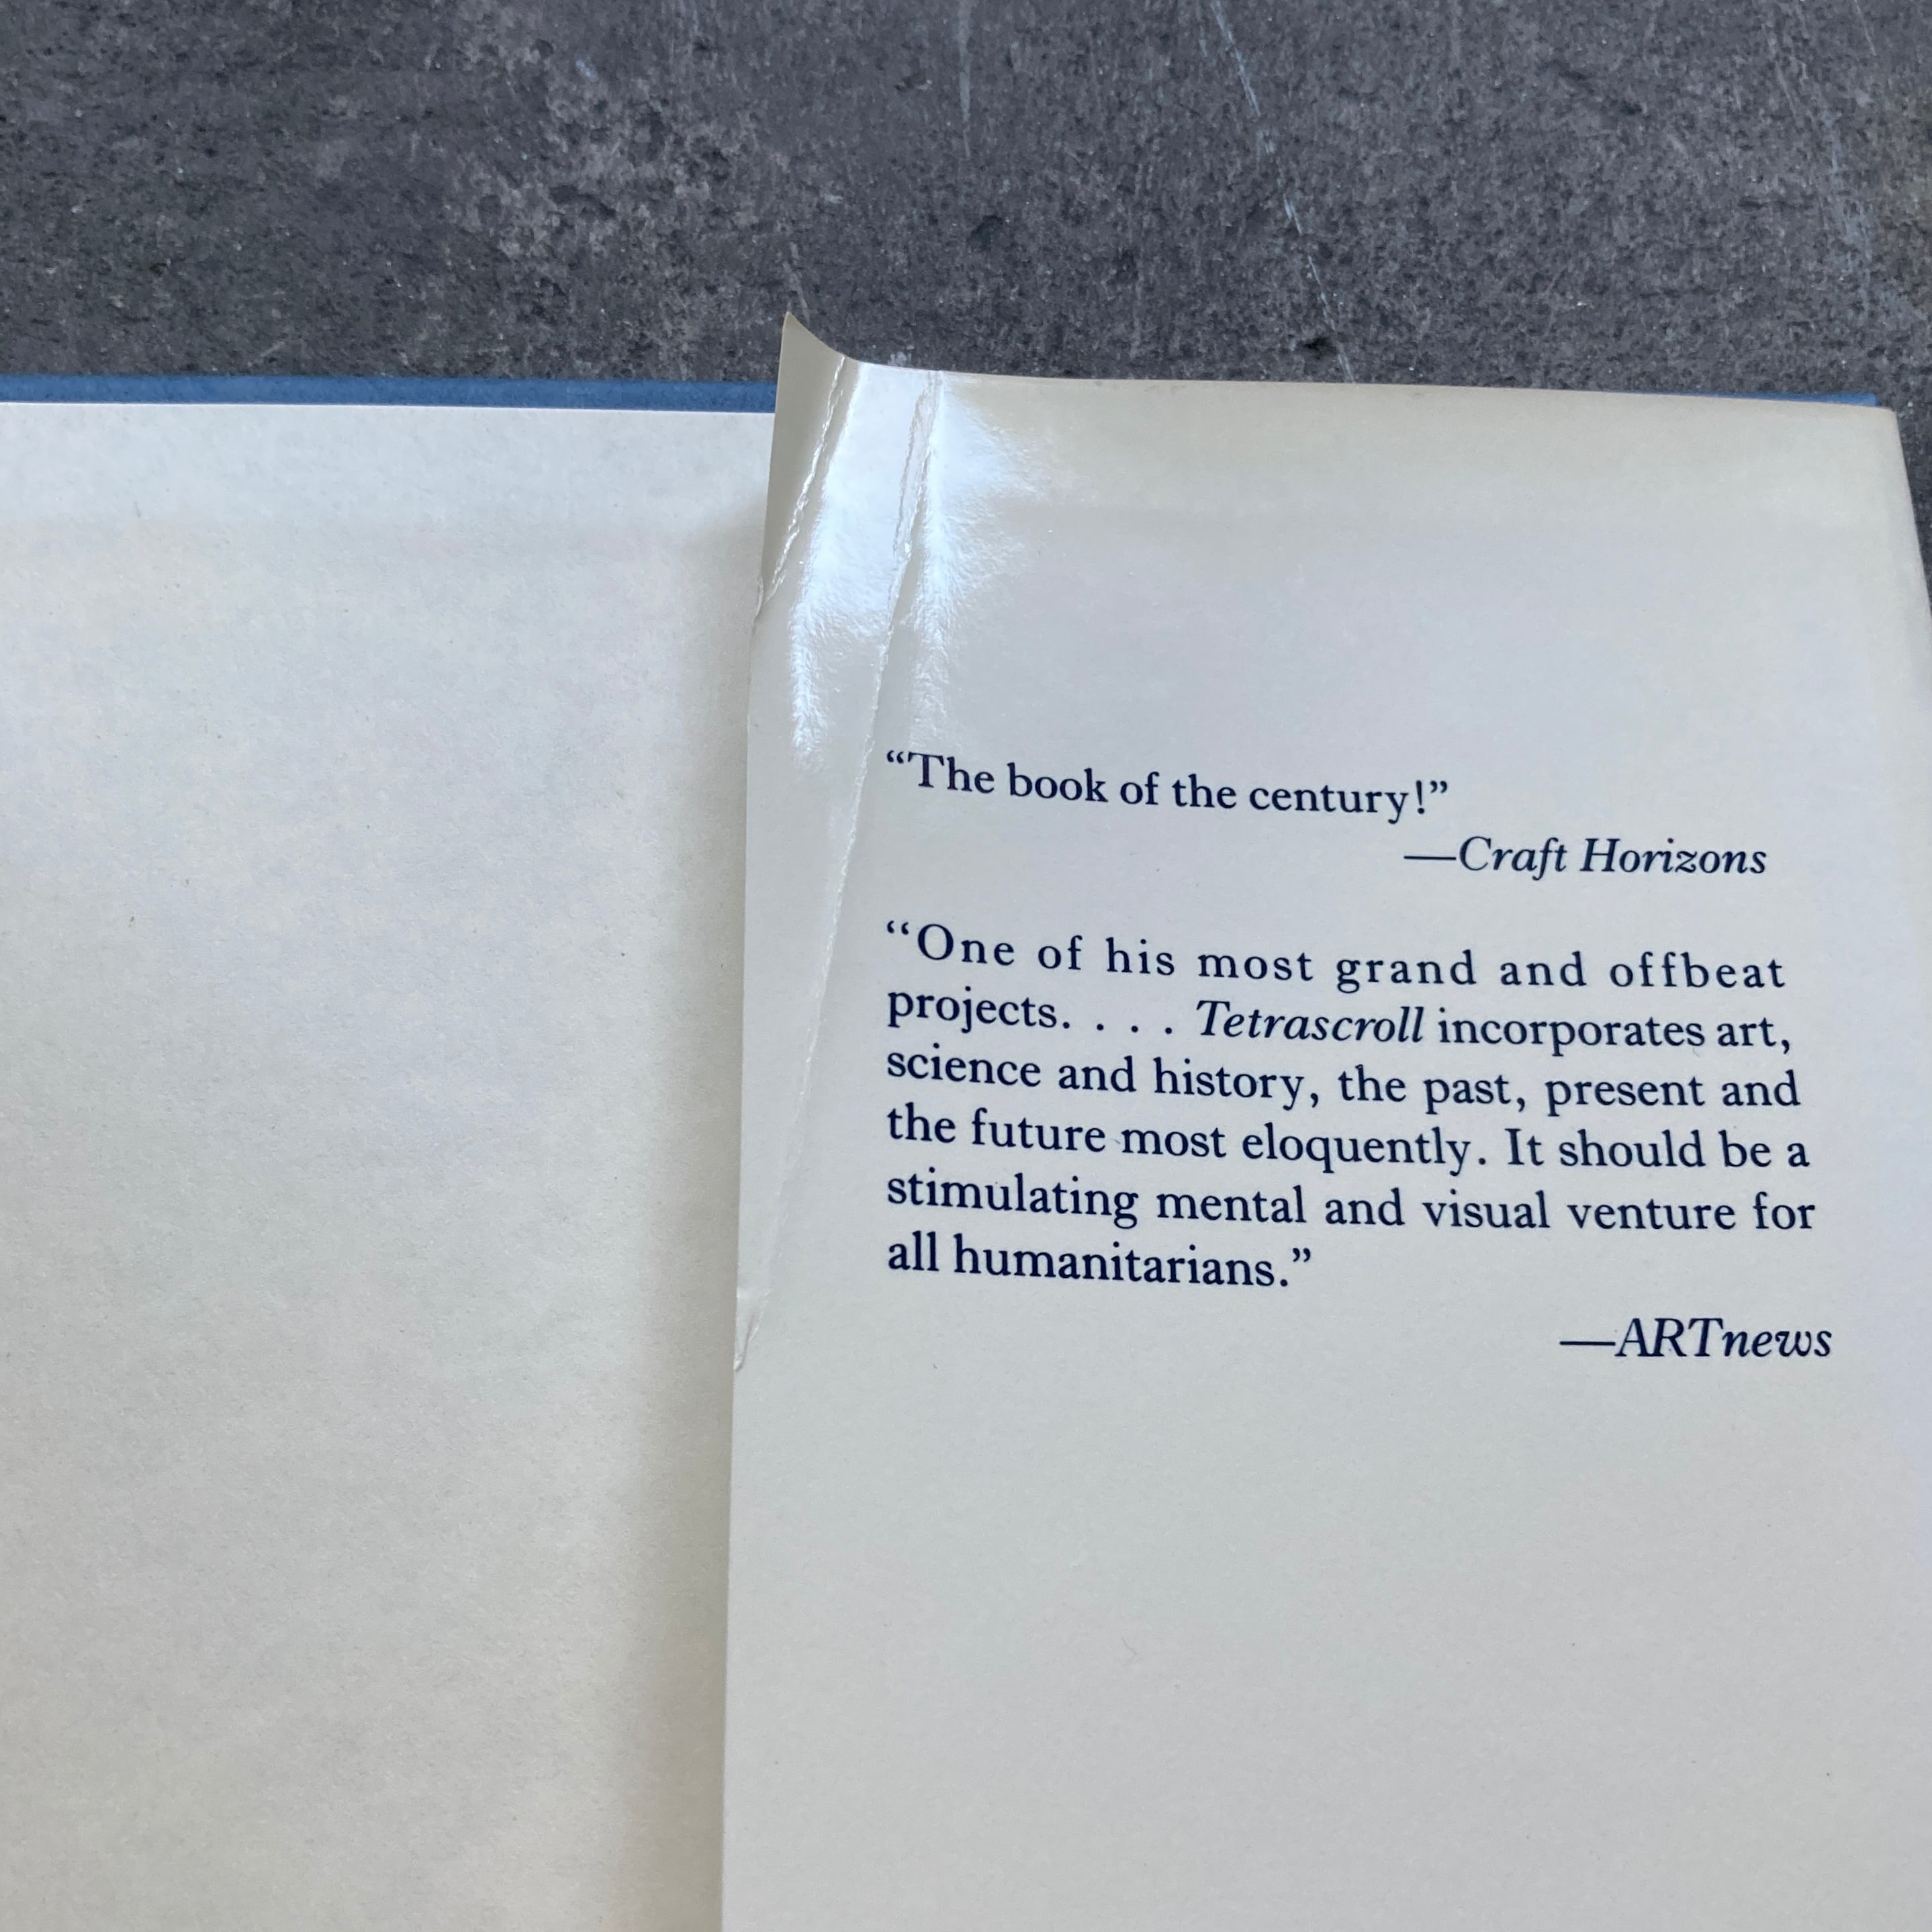 “The book of the century!”
—Craft Horizons
“One of his most grand and offbeat
projects. . . . Tetrascroll incorporates art,
science and history, the past, present and
the future most eloquently. It should be a
stimulating mental and visual venture for
all humanitarians.”
—ARTnews